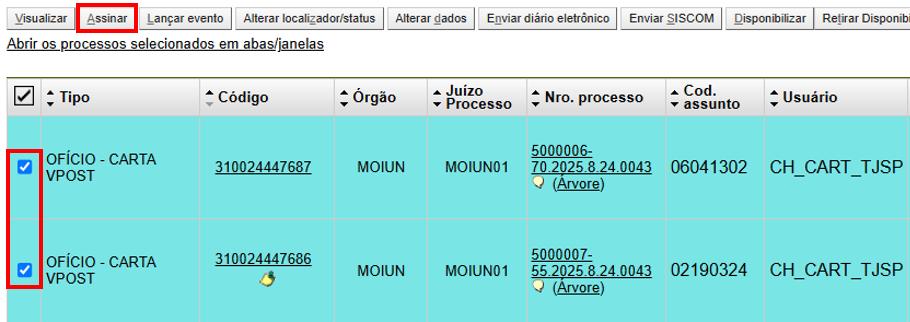 Visualizar Assinar Lançar evento Alterar localizador/status Alterar dados Enviar diário eletrônico Enviar SISCOM Disponibilizar Retirar Disponibi
Abrir os processos selecionados em abas/janelas
Tipo Código Órgão Juízo Processo Nro. processo Cod. assunto Usuário
OFÍCIO - CARTA VPOST 310024447687 MOIUN MOIUN01 5000006-70.2025.8.24.0043 (Árvore) 06041302 CH_CART_TJSP
OFÍCIO - CARTA VPOST 310024447686 MOIUN MOIUN01 5000007-55.2025.8.24.0043 (Árvore) 02190324 CH_CART_TJSP